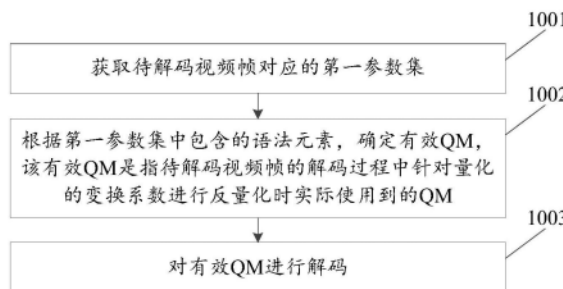 1001
获取待解码视频帧对应的第一参数集
1002
根据第一参数集中包含的语法元素，确定有效QM，
该有效QM是指待解码视频帧的解码过程中针对量化
的变换系数进行反量化时实际使用到的QM
1003
对有效QM进行解码